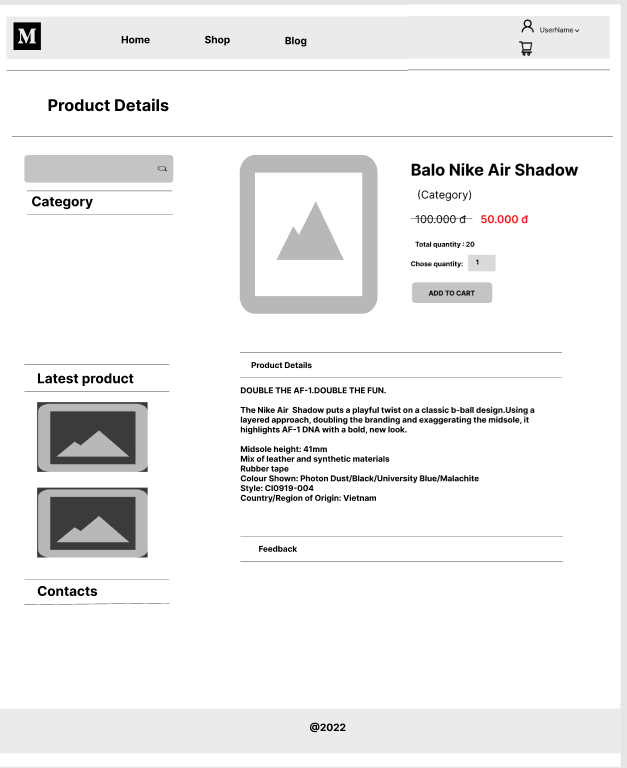 M
Home
Shop
Blog
UserName
Product Details
Category
Balo Nike Air Shadow
(Category)
100.000 đ 50.000 đ
Total quantity : 20
Chose quantity: 1
ADD TO CART
Latest product
Product Details
DOUBLE THE AF-1.DOUBLE THE FUN.
The Nike Air Shadow puts a playful twist on a classic b-ball design.Using a
layered approach, doubling the branding and exaggerating the midsole, it
highlights AF-1 DNA with a bold, new look.
Midsole height: 41mm
Mix of leather and synthetic materials
Rubber tape
Colour Shown: Photon Dust/Black/University Blue/Malachite
Style: CI0919-004
Country/Region of Origin: Vietnam
Feedback
Contacts
@2022